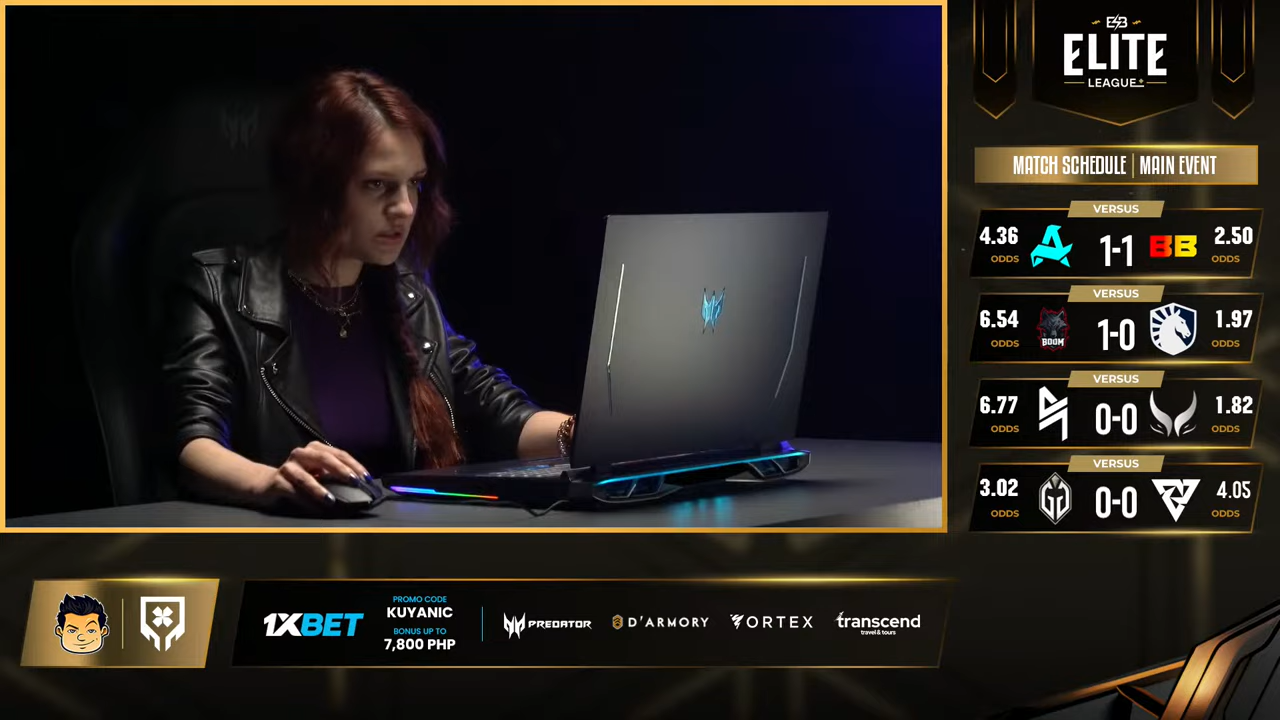 ESB
ELITE
LEAGUE
MATCH SCHEDULE | MAIN EVENT
VERSUS
4.36
ODDS
1-1
BB
2.50
ODDS
VERSUS
6.54
ODDS
BOOM
1-0
1.97
ODDS
VERSUS
6.77
ODDS
0-0
1.82
ODDS
VERSUS
3.02
ODDS
GG
0-0
4.05
ODDS
1XBET
PROMO CODE
KUYANIC
BONUS UP TO
7,800 PHP
PREDATOR
D'ARMORY
VORTEX
transcend
travel & tours